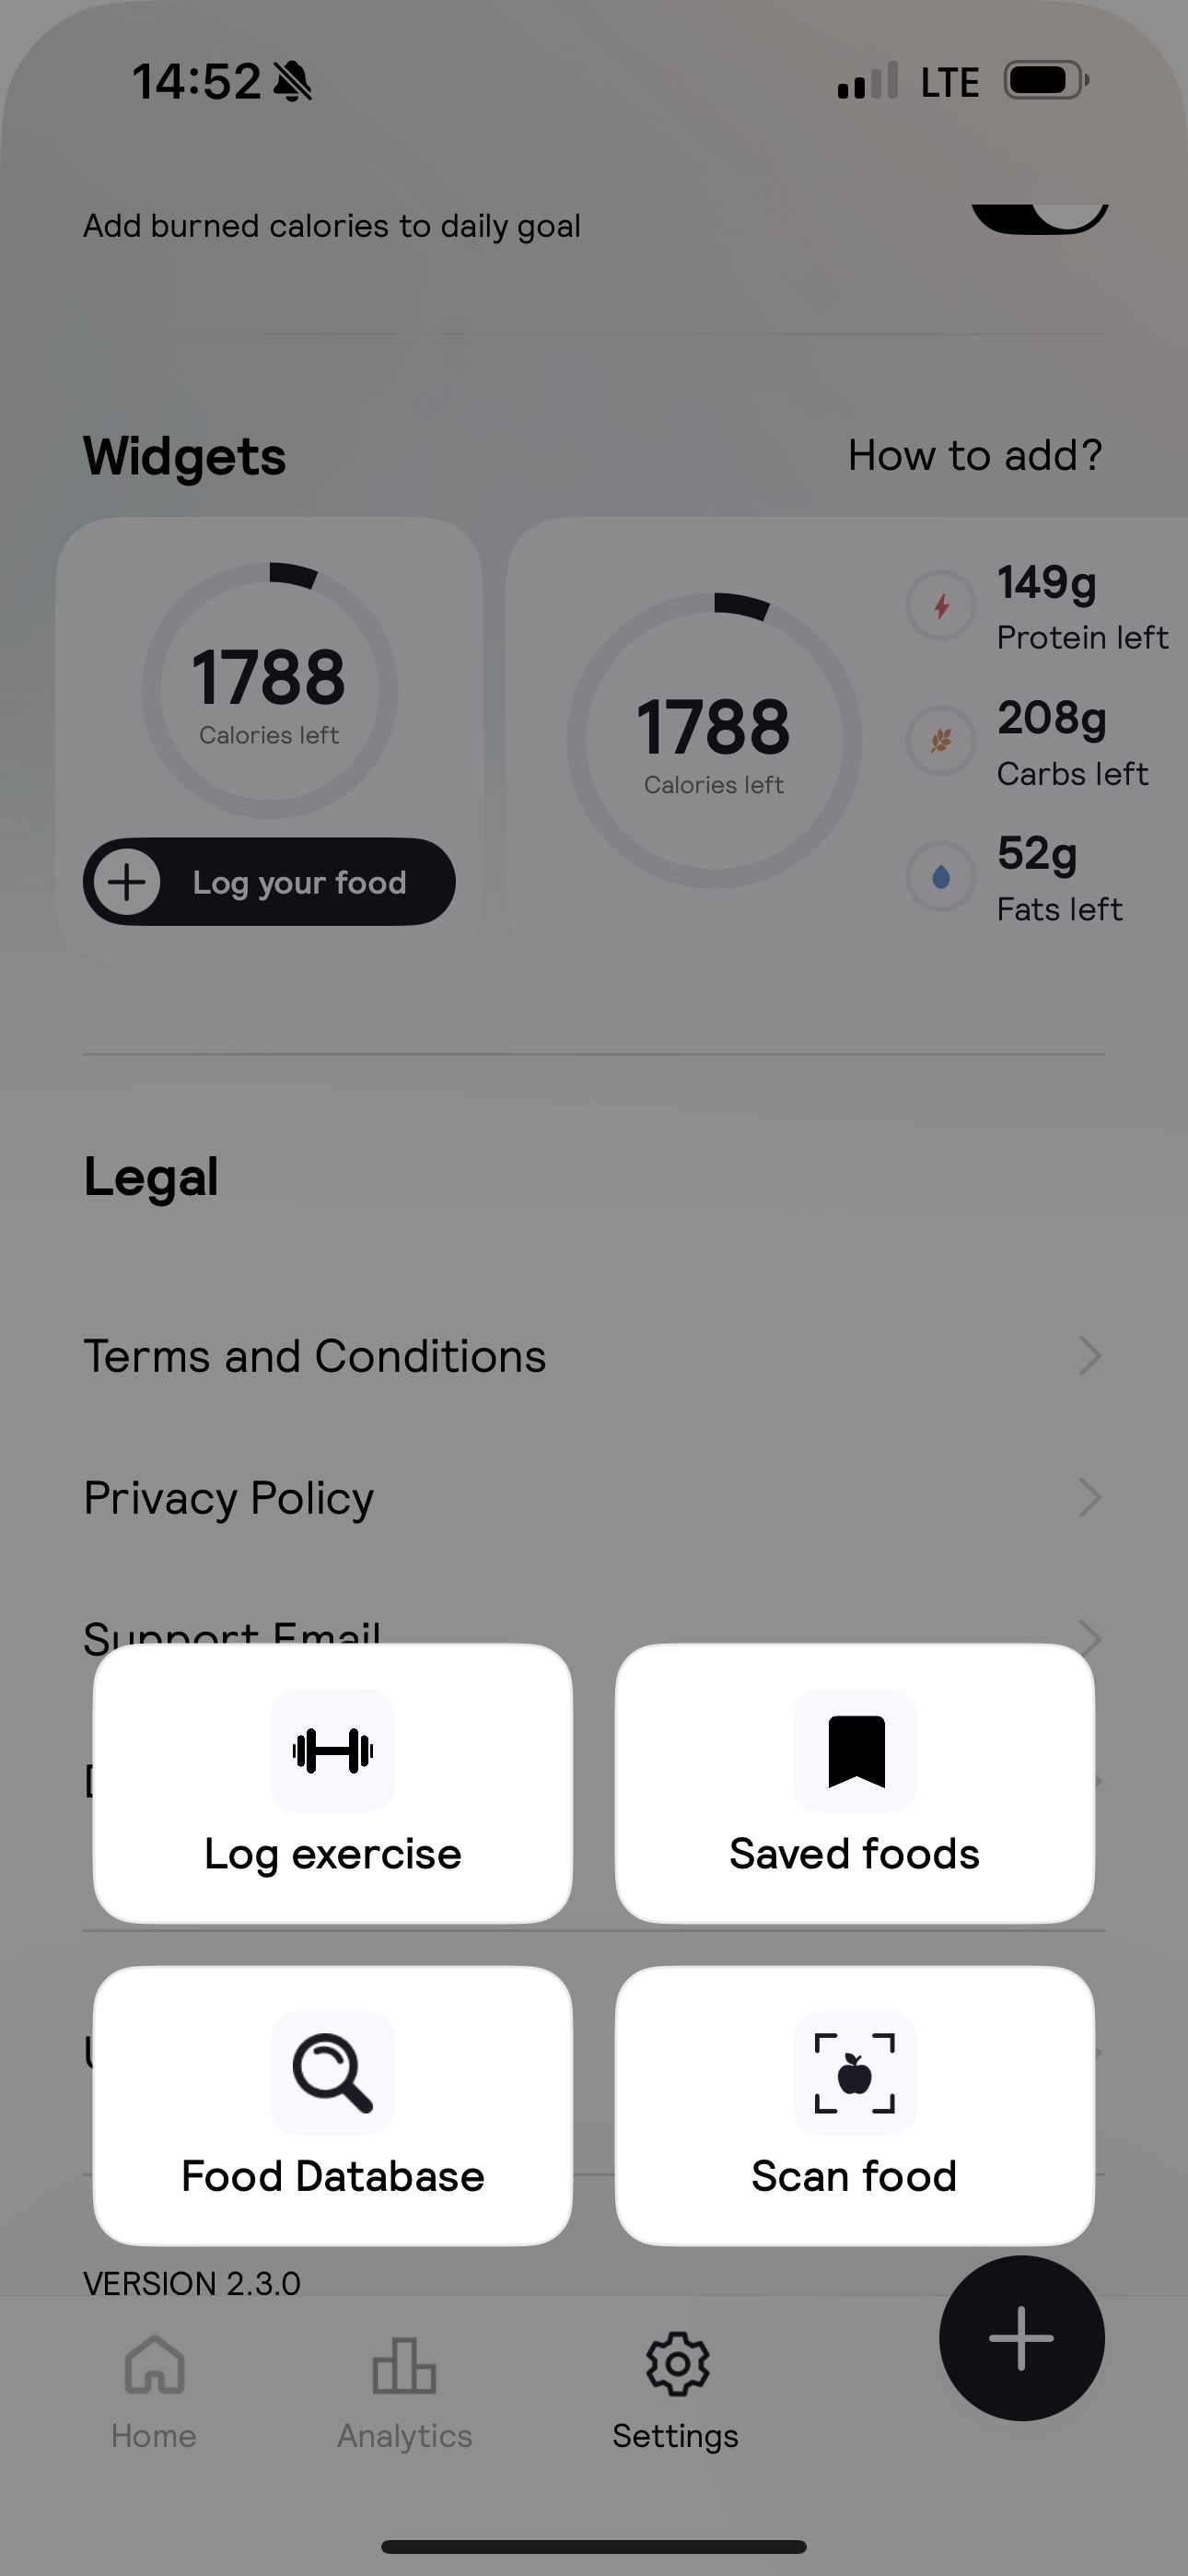 14:52 LTE
Add burned calories to daily goal
Widgets How to add?
1788
Calories left
Log your food
1788
Calories left
149g
Protein left
208g
Carbs left
52g
Fats left
Legal
Terms and Conditions
Privacy Policy
Support Email
Log exercise Saved foods
Food Database Scan food
VERSION 2.3.0
Home Analytics Settings